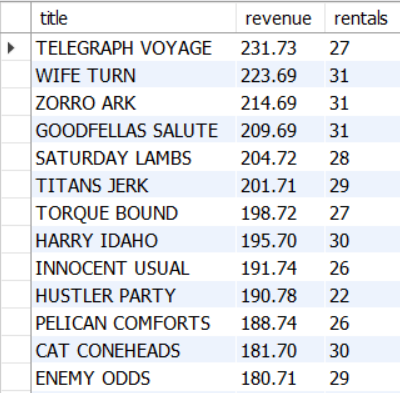 title revenue rentals
TELEGRAPH VOYAGE 231.73 27
WIFE TURN 223.69 31
ZORRO ARK 214.69 31
GOODFELLAS SALUTE 209.69 31
SATURDAY LAMBS 204.72 28
TITANS JERK 201.71 29
TORQUE BOUND 198.72 27
HARRY IDAHO 195.70 30
INNOCENT USUAL 191.74 26
HUSTLER PARTY 190.78 22
PELICAN COMFORTS 188.74 26
CAT CONEHEADS 181.70 30
ENEMY ODDS 180.71 29